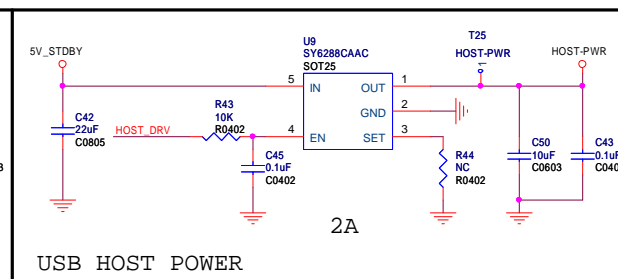 5V_STDBY
U9
SY6288CAAC
SOT25
T25
HOST-PWR
HOST-PWR
1
5
IN
OUT
1
GND
2
C42
22uF
C0805
HOST_DRV
R43
10K
R0402
4
EN
SET
3
C45
0.1uF
C0402
R44
NC
R0402
C50
10uF
C0603
C43
2A
USB HOST POWER